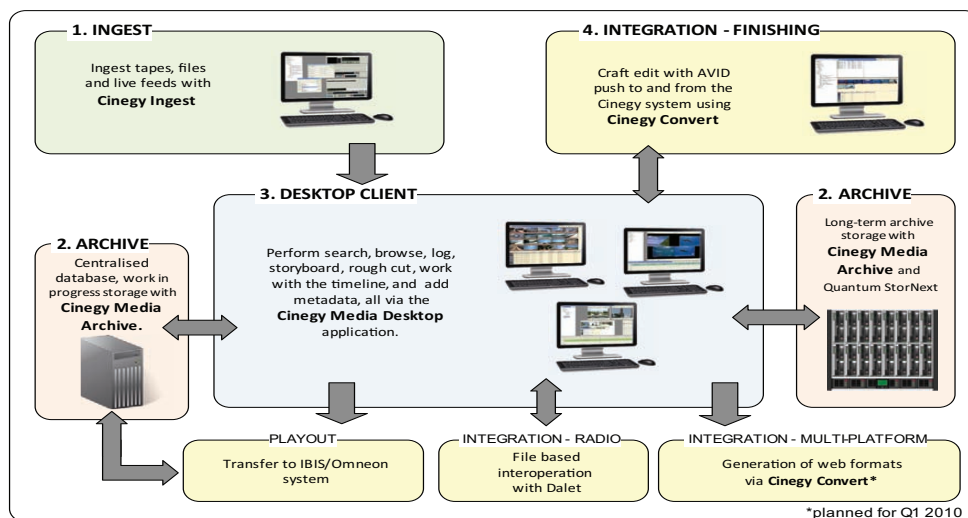 1. INGEST
Ingest tapes, files
and live feeds with
Cinegy Ingest
4. INTEGRATION - FINISHING
Craft edit with AVID
push to and from the
Cinegy system using
Cinegy Convert
3. DESKTOP CLIENT
Perform search, browse, log,
storyboard, rough cut, work
with the timeline, and add
metadata, all via the
Cinegy Media Desktop
application.
2. ARCHIVE
Centralised
database, work in
progress storage with
Cinegy Media
Archive.
2. ARCHIVE
Long-term archive
storage with
Cinegy Media
Archive and
Quantum StorNext
PLAYOUT
Transfer to IBIS/Omneon
system
INTEGRATION - RADIO
File based
interoperation
with Dalet
INTEGRATION - MULTI-PLATFORM
Generation of web formats
via Cinegy Convert*
*planned for Q1 2010